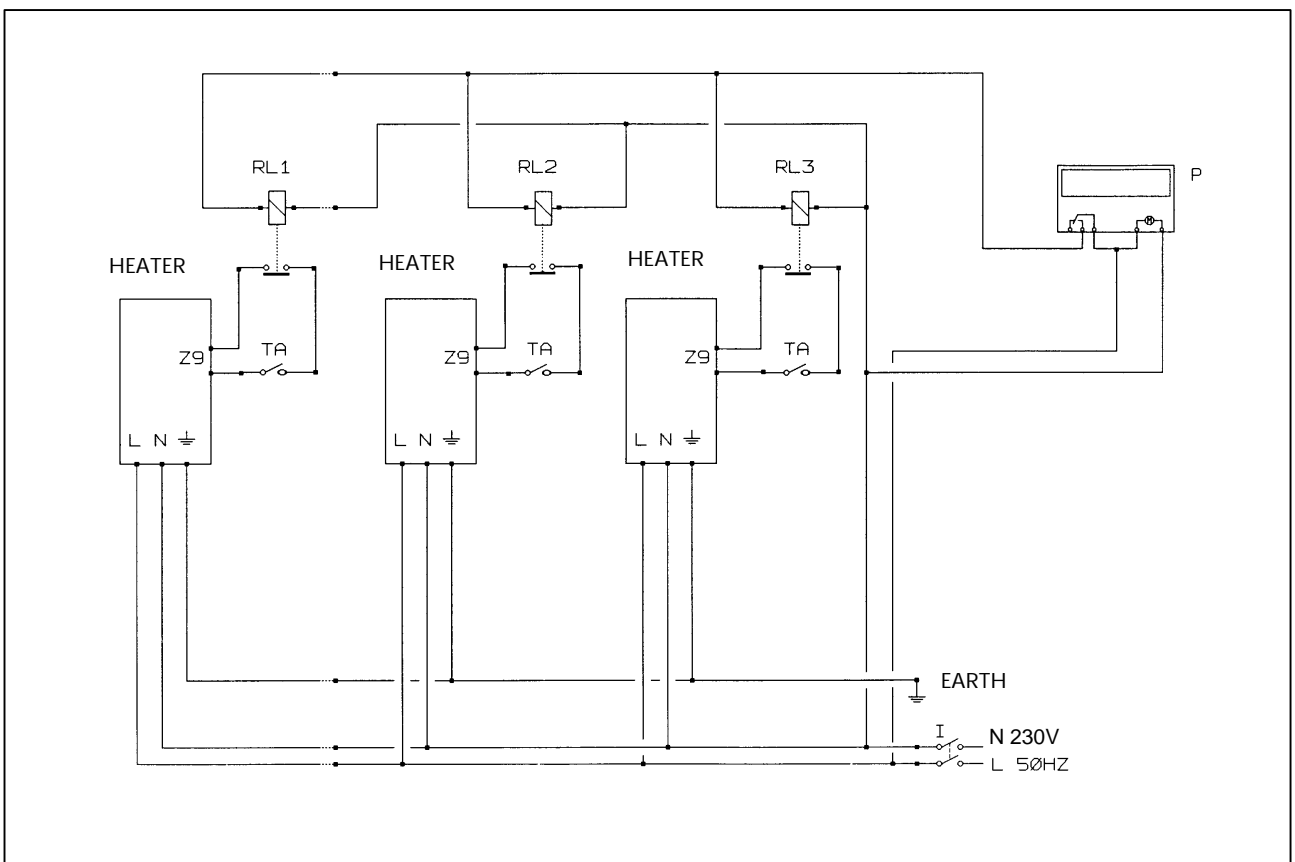 RL1
RL2
RL3
P
M
HEATER
HEATER
HEATER
Z9
TA
Z9
TA
Z9
TA
L N
L N
L N
EARTH
I
N 230V
L 50HZ